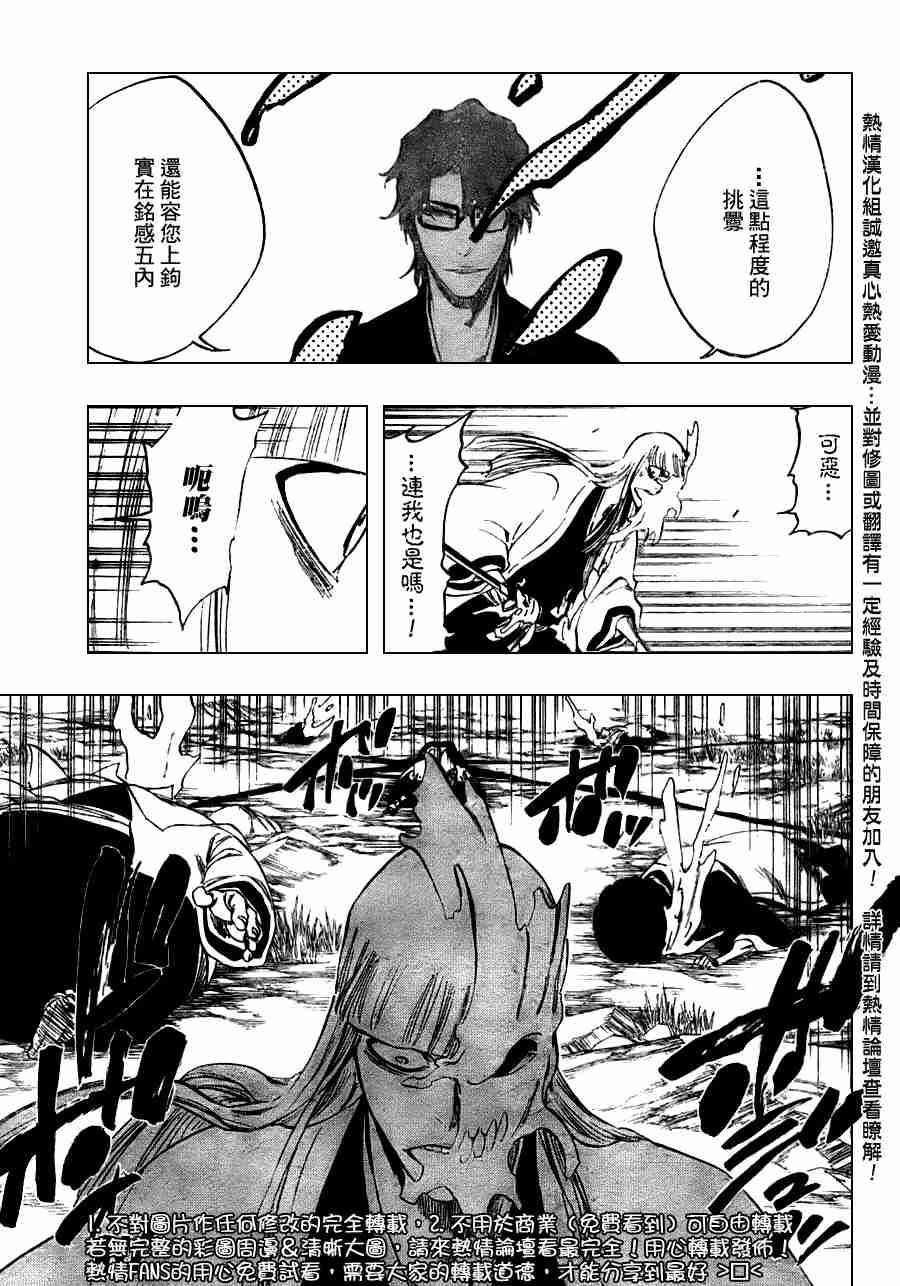 …這點程度的
挑釁
還能容您上鉤
實在銘感五內
可惡…
…連我也是嗎…！
呃嗚…
ボゴ
ボゴ
熱情漢化組誠邀真心熱愛動漫…並對修圖或翻譯有一定經驗及時間保障的朋友加入！ 詳情請到熱情論壇查看瞭解！
1. 不對圖片作任何修改的完全轉載，2. 不用於商業（免費看到）可自由轉載
若無完整的彩圖周漫&清晰大圖，請來熱情論壇看最完全！用心轉載發佈！
熱情FANS的用心免費試看，需要大家的轉載道德，才能分享到最好 >口<